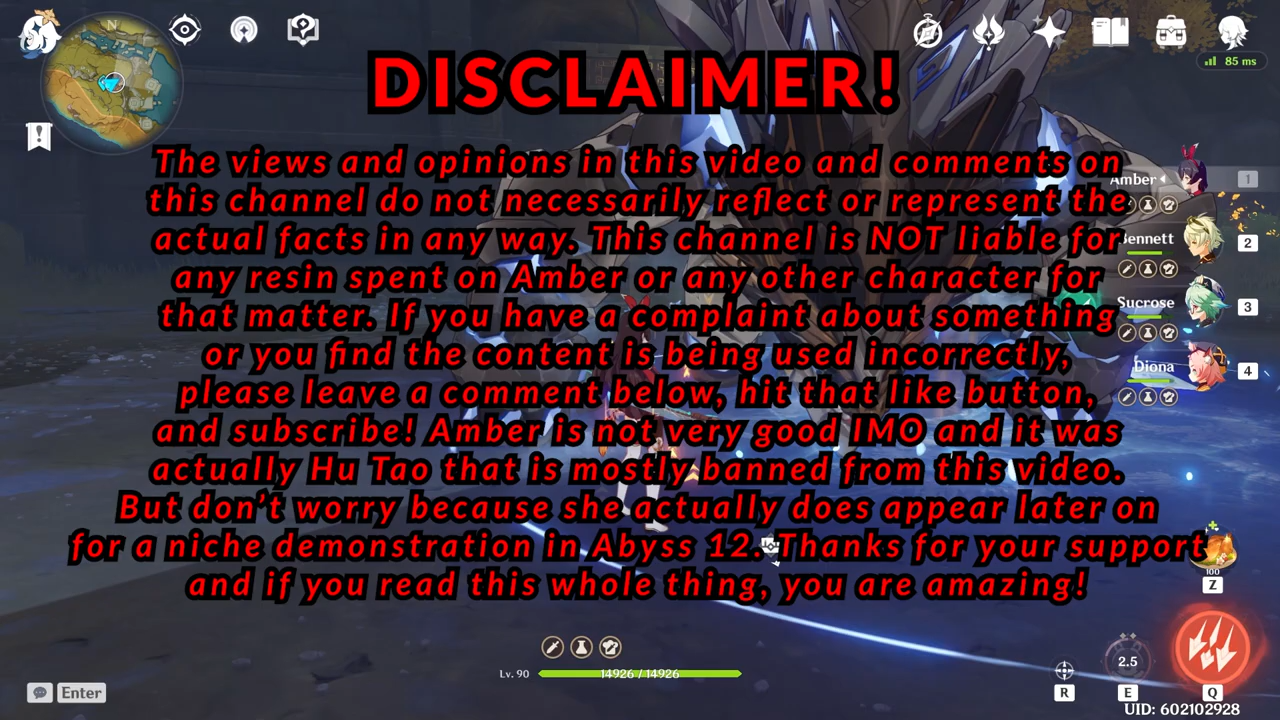 N
85 ms
DISCLAIMER!
The views and opinions in this video and comments on
this channel do not necessarily reflect or represent the
actual facts in any way. This channel is NOT liable for
any resin spent on Amber or any other character for
that matter. If you have a complaint about something
or you find the content is being used incorrectly,
please leave a comment below, hit that like button,
and subscribe! Amber is not very good IMO and it was
actually Hu Tao that is mostly banned from this video.
But don't worry because she actually does appear later on
for a niche demonstration in Abyss 12. Thanks for your support
and if you read this whole thing, you are amazing!
Amber 1
Bennett 2
Sucrose 3
Diona 4
100
Z
2.5
R E Q
Lv. 90 14926 / 14926
Enter
UID: 602102928